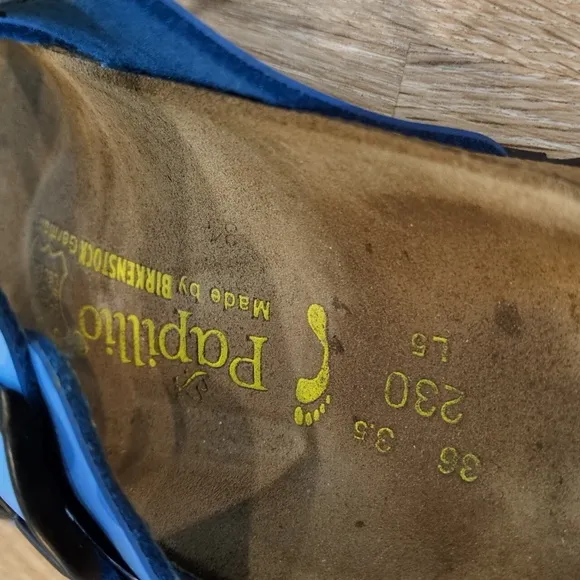 Papillio
Made by BIRKENSTOCK
36 3.5
230
L5